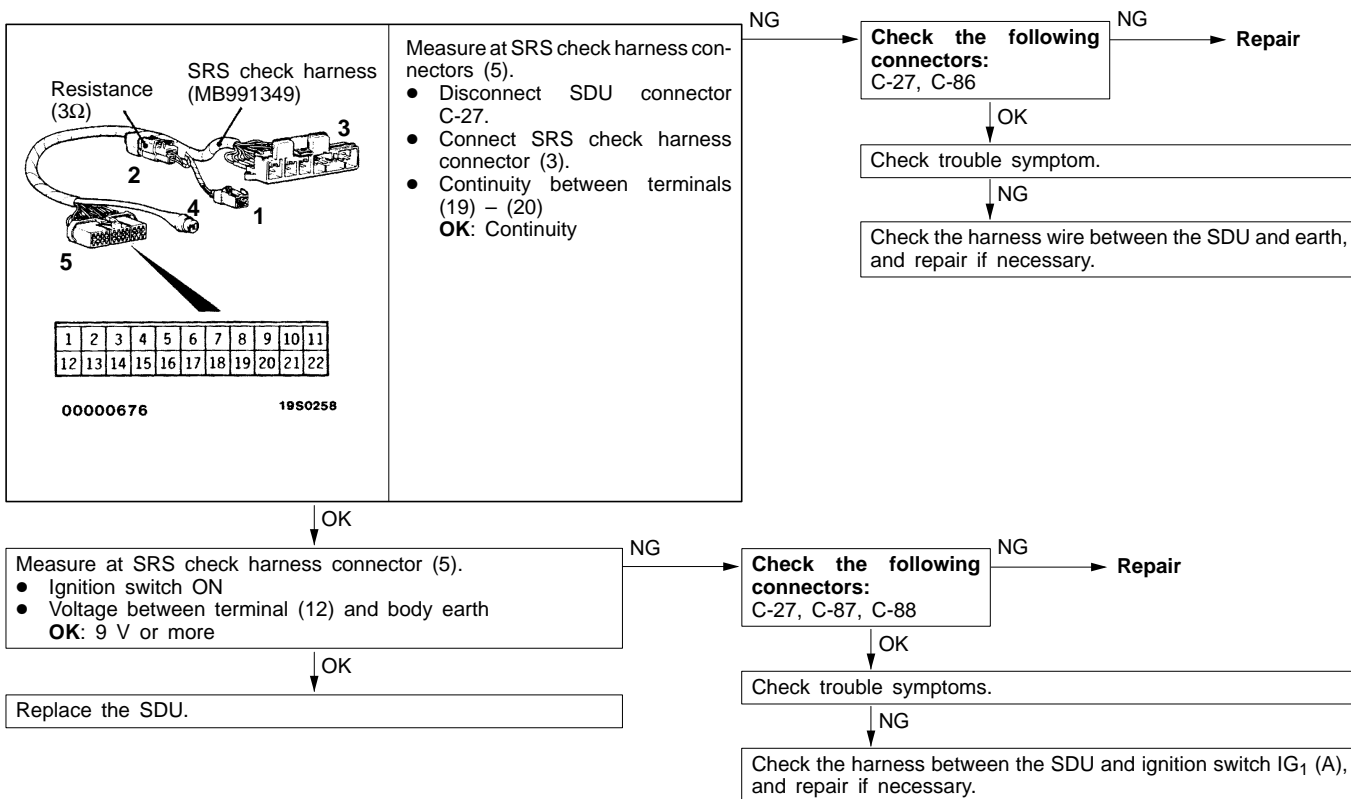 SRS check harness
(MB991349)
Resistance
(3Ω)
3
2
4
1
5
1 2 3 4 5 6 7 8 9 10 11
12 13 14 15 16 17 18 19 20 21 22
00000676
19S0258
Measure at SRS check harness con-
nectors (5).
● Disconnect SDU connector
C-27.
● Connect SRS check harness
connector (3).
● Continuity between terminals
(19) – (20)
OK: Continuity
NG
Check the following
connectors:
C-27, C-86
NG
Repair
OK
Check trouble symptom.
NG
Check the harness wire between the SDU and earth,
and repair if necessary.
OK
Measure at SRS check harness connector (5).
● Ignition switch ON
● Voltage between terminal (12) and body earth
OK: 9 V or more
NG
Check the following
connectors:
C-27, C-87, C-88
NG
Repair
OK
Replace the SDU.
OK
Check trouble symptoms.
NG
Check the harness between the SDU and ignition switch IG₁ (A),
and repair if necessary.